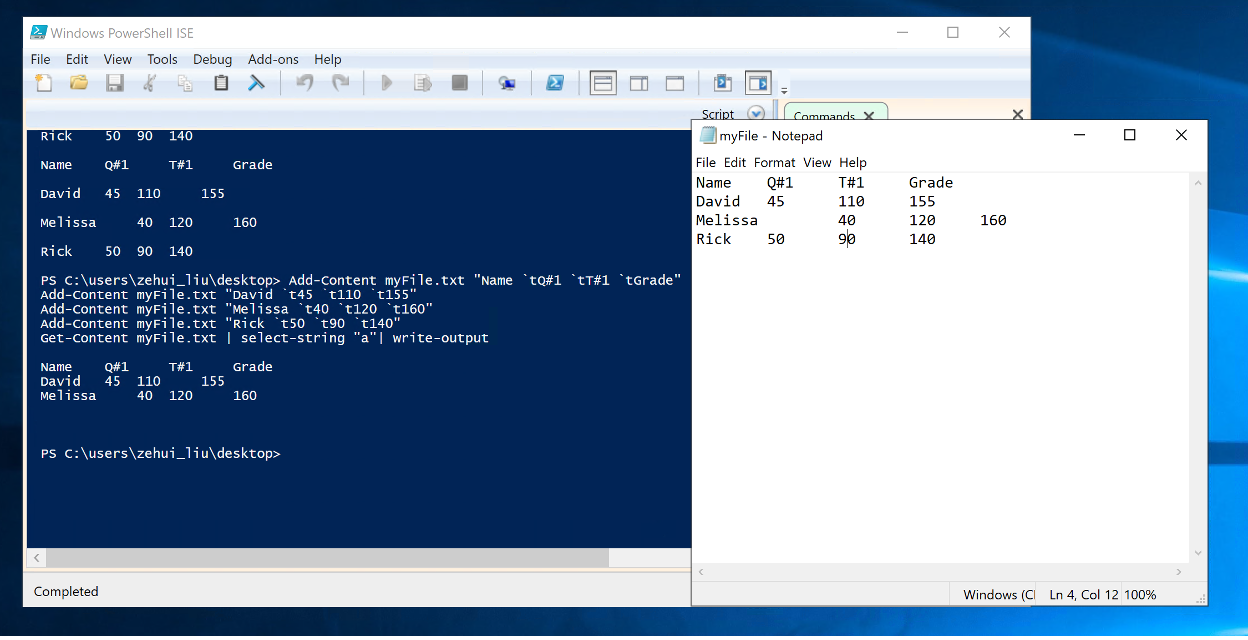 Windows PowerShell ISE
File Edit View Tools Debug Add-ons Help
Script
Commands
Rick 50 90 140
Name Q#1 T#1 Grade
David 45 110 155
Melissa 40 120 160
Rick 50 90 140
PS C:\users\zehui_liu\desktop> Add-Content myFile.txt "Name `tQ#1 `tT#1 `tGrade"
Add-Content myFile.txt "David `t45 `t110 `t155"
Add-Content myFile.txt "Melissa `t40 `t120 `t160"
Add-Content myFile.txt "Rick `t50 `t90 `t140"
Get-Content myFile.txt | select-string "a"| write-output
Name Q#1 T#1 Grade
David 45 110 155
Melissa 40 120 160
PS C:\users\zehui_liu\desktop>
Completed
myFile - Notepad
File Edit Format View Help
Name Q#1 T#1 Grade
David 45 110 155
Melissa 40 120 160
Rick 50 90 140
Windows (C Ln 4, Col 12 100%